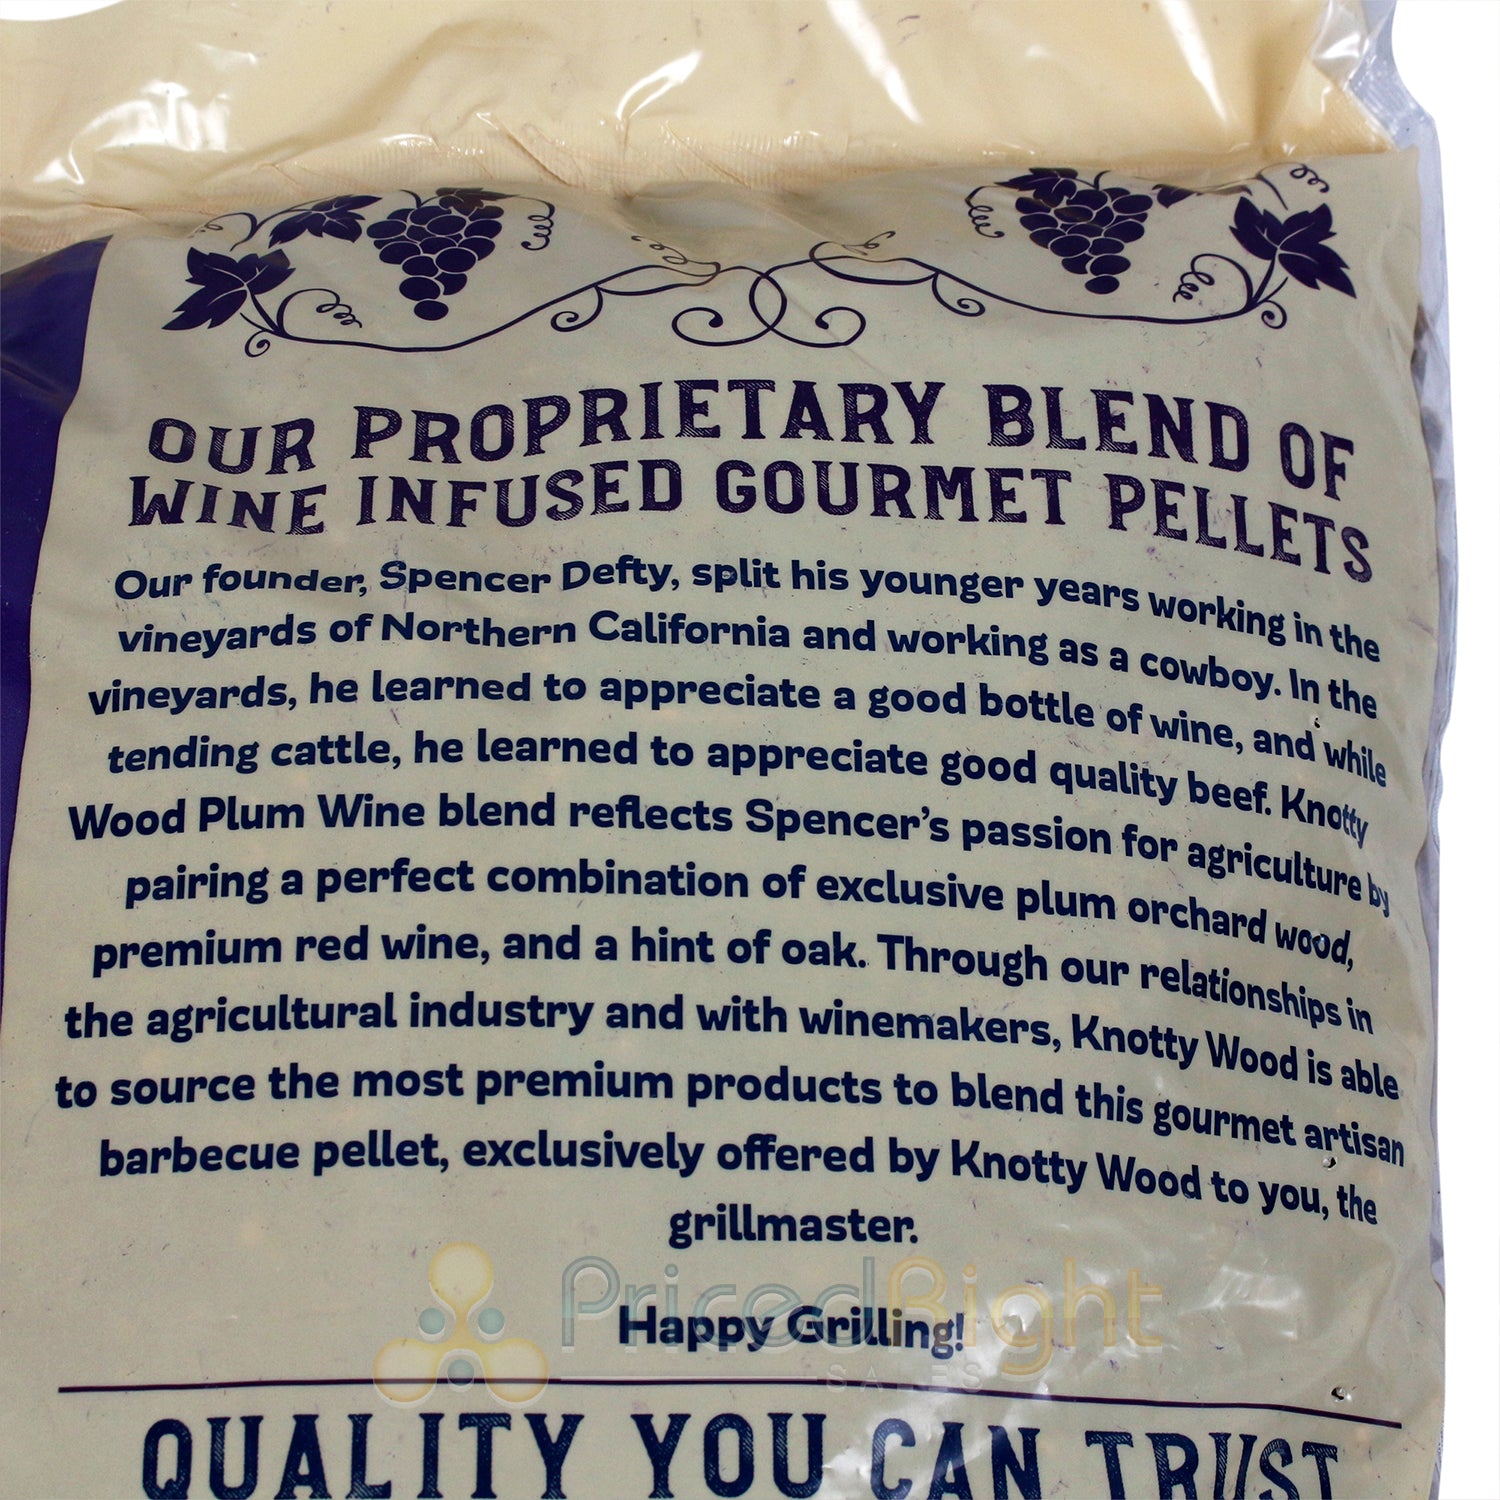 OUR PROPRIETARY BLEND OF
WINE INFUSED GOURMET PELLETS
Our founder, Spencer Defty, split his younger years working in the
vineyards of Northern California and working as a cowboy. In the
vineyards, he learned to appreciate a good bottle of wine, and while
tending cattle, he learned to appreciate good quality beef. Knotty
Wood Plum Wine blend reflects Spencer's passion for agriculture by
pairing a perfect combination of exclusive plum orchard wood,
premium red wine, and a hint of oak. Through our relationships in
the agricultural industry and with winemakers, Knotty Wood is able
to source the most premium products to blend this gourmet artisan
barbecue pellet, exclusively offered by Knotty Wood to you, the
grillmaster.
Happy Grilling!
PricedRight
SALES
QUALITY YOU CAN TRUST